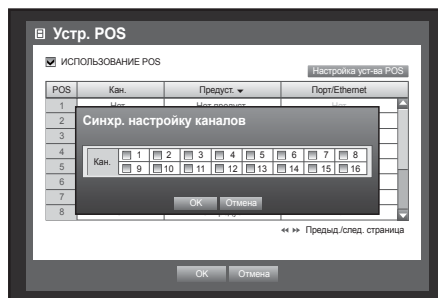 Устр. POS
ИСПОЛЬЗОВАНИЕ POS
Настройка уст-ва POS
POS Кан. Предуст. Порт/Ethernet
1 Нет Нет предуст. Нет
2
Синхр. настройку каналов
3
4
Кан. 1 2 3 4 5 6 7 8
5
9 10 11 12 13 14 15 16
6
7
OK Отмена
8
Предыд./след. страница
OK Отмена